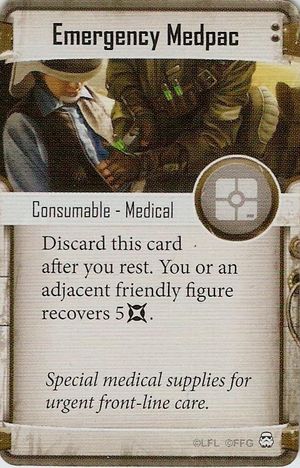 Emergency Medpac
Consumable - Medical
Discard this card
after you rest. You or an
adjacent friendly figure
recovers 5.
Special medical supplies for
urgent front-line care.
©LFL ©FFG